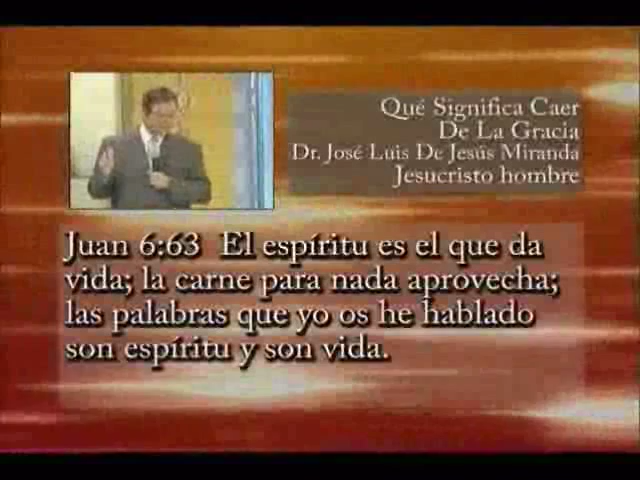 Qué Significa Caer
De La Gracia
Dr. José Luis De Jesús Miranda
Jesucristo hombre
Juan 6:63 El espíritu es el que da
vida; la carne para nada aprovecha;
las palabras que yo os he hablado
son espíritu y son vida.